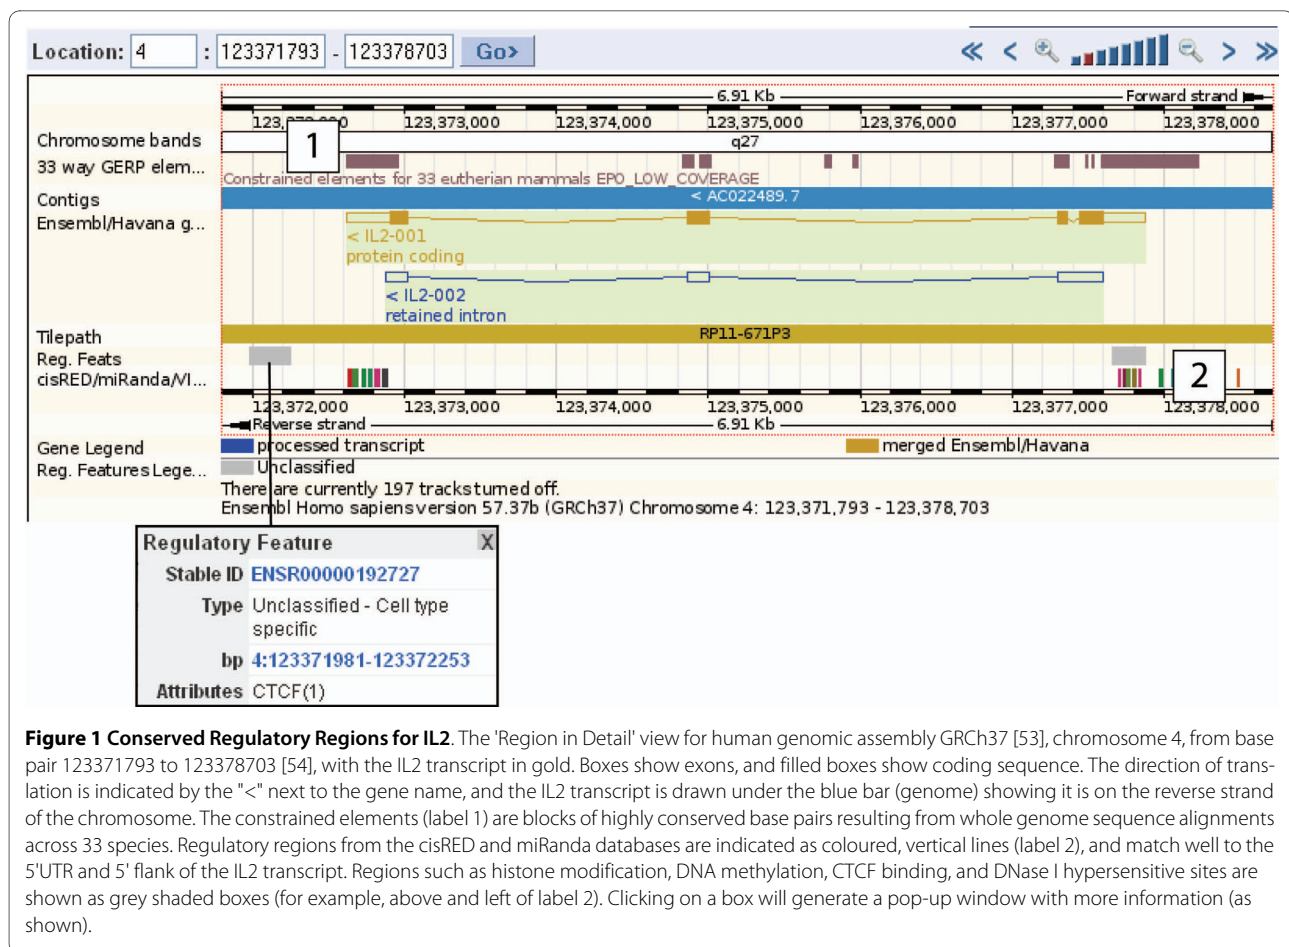 Location: 4 : 123371793 - 123378703 Go>
6.91 Kb Forward strand
123,373,000 123,374,000 123,375,000 123,376,000 123,377,000 123,378,000
Chromosome bands q27
1
33 way GERP elem...
Constrained elements for 33 eutherian mammals EPO_LOW_COVERAGE
Contigs < AC022489.7
Ensembl/Havana g...
< IL2-001
protein coding
< IL2-002
retained intron
Tilepath RP11-671P3
Reg. Feats
cisRED/miRanda/VI...
2
123,372,000 123,373,000 123,374,000 123,375,000 123,376,000 123,377,000 123,378,000
Reverse strand 6.91 Kb
Gene Legend processed transcript merged Ensembl/Havana
Reg. Features Lege... Unclassified
There are currently 197 tracks turned off.
Ensembl Homo sapiens version 57.37b (GRCh37) Chromosome 4: 123,371,793 - 123,378,703
Regulatory Feature X
Stable ID ENSR00000192727
Type Unclassified - Cell type
specific
bp 4:123371981-123372253
Attributes CTCF(1)
Figure 1 Conserved Regulatory Regions for IL2. The 'Region in Detail' view for human genomic assembly GRCh37 [53], chromosome 4, from base
pair 123371793 to 123378703 [54], with the IL2 transcript in gold. Boxes show exons, and filled boxes show coding sequence. The direction of trans-
lation is indicated by the "<" next to the gene name, and the IL2 transcript is drawn under the blue bar (genome) showing it is on the reverse strand
of the chromosome. The constrained elements (label 1) are blocks of highly conserved base pairs resulting from whole genome sequence alignments
across 33 species. Regulatory regions from the cisRED and miRanda databases are indicated as coloured, vertical lines (label 2), and match well to the
5'UTR and 5' flank of the IL2 transcript. Regions such as histone modification, DNA methylation, CTCF binding, and DNase I hypersensitive sites are
shown as grey shaded boxes (for example, above and left of label 2). Clicking on a box will generate a pop-up window with more information (as
shown).